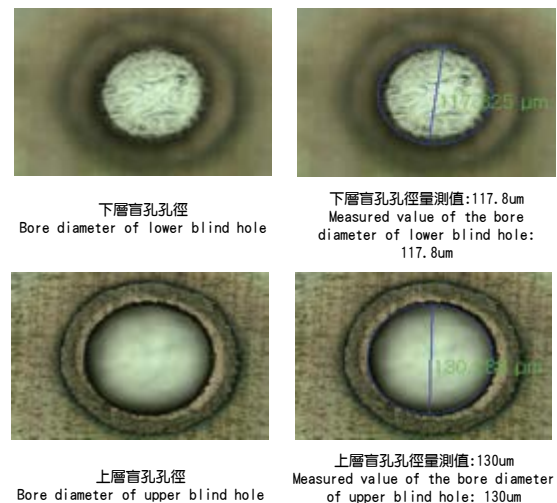 下層盲孔孔徑
Bore diameter of lower blind hole
下層盲孔孔徑量測值:117.8um
Measured value of the bore
diameter of lower blind hole:
117.8um
上層盲孔孔徑
Bore diameter of upper blind hole
上層盲孔孔徑量測值:130um
Measured value of the bore diameter
of upper blind hole: 130um